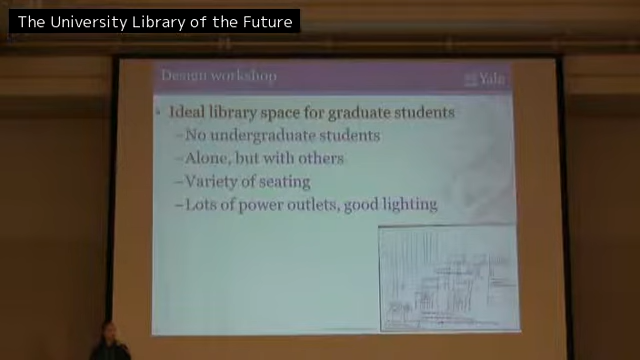 The University Library of the Future
Design workshop
Yale
• Ideal library space for graduate students
–No undergraduate students
–Alone, but with others
–Variety of seating
–Lots of power outlets, good lighting